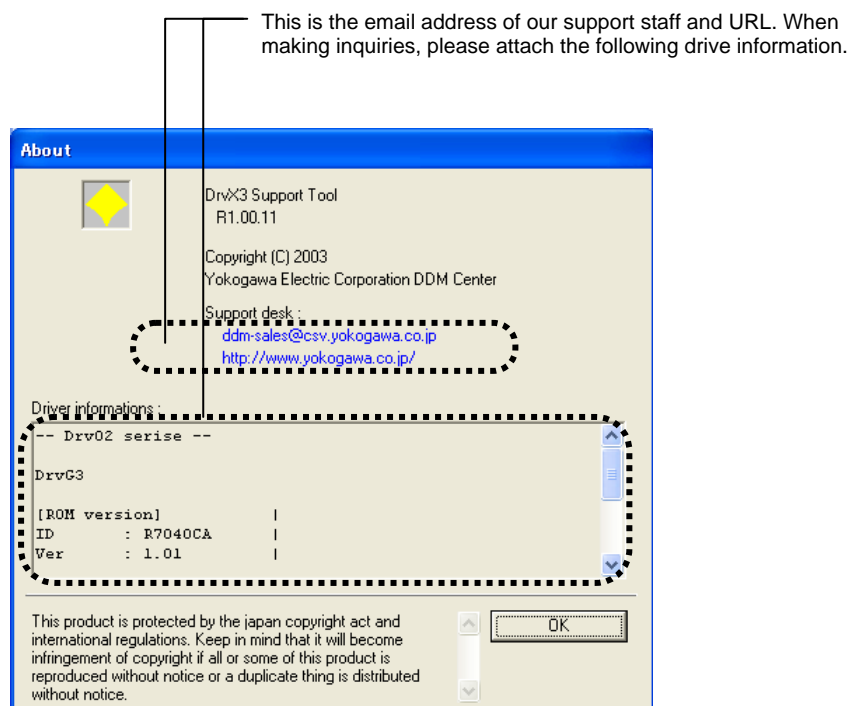 This is the email address of our support staff and URL. When
making inquiries, please attach the following drive information.
About
DrvX3 Support Tool
R1.00.11
Copyright (C) 2003
Yokogawa Electric Corporation DDM Center
Support desk :
ddm-sales@csv.yokogawa.co.jp
http://www.yokogawa.co.jp/
Driver informations :
-- Drv02 serise --
DrvG3
[ROM version] |
ID : R7040CA |
Ver : 1.01 |
This product is protected by the japan copyright act and
international regulations. Keep in mind that it will become
infringement of copyright if all or some of this product is
reproduced without notice or a duplicate thing is distributed
without notice.
OK